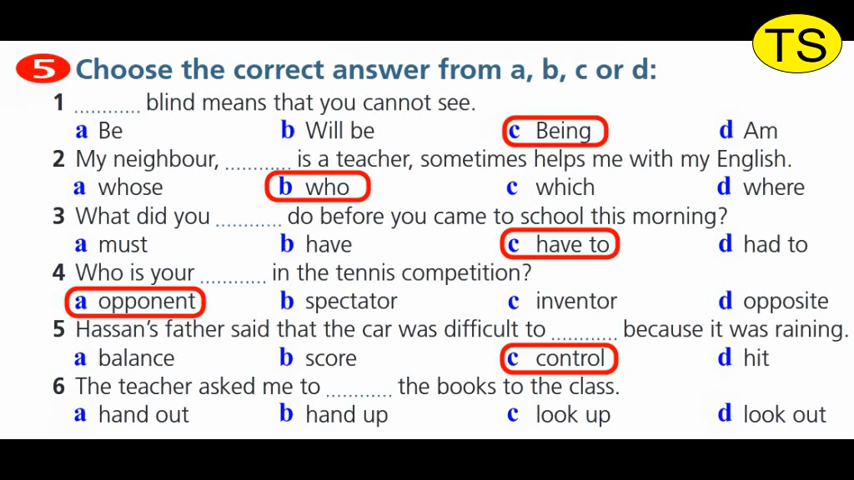 TS
5 Choose the correct answer from a, b, c or d:
1 ............ blind means that you cannot see.
a Be b Will be c Being d Am
2 My neighbour, ............ is a teacher, sometimes helps me with my English.
a whose b who c which d where
3 What did you ............ do before you came to school this morning?
a must b have c have to d had to
4 Who is your ............ in the tennis competition?
a opponent b spectator c inventor d opposite
5 Hassan's father said that the car was difficult to ............ because it was raining.
a balance b score c control d hit
6 The teacher asked me to ............ the books to the class.
a hand out b hand up c look up d look out